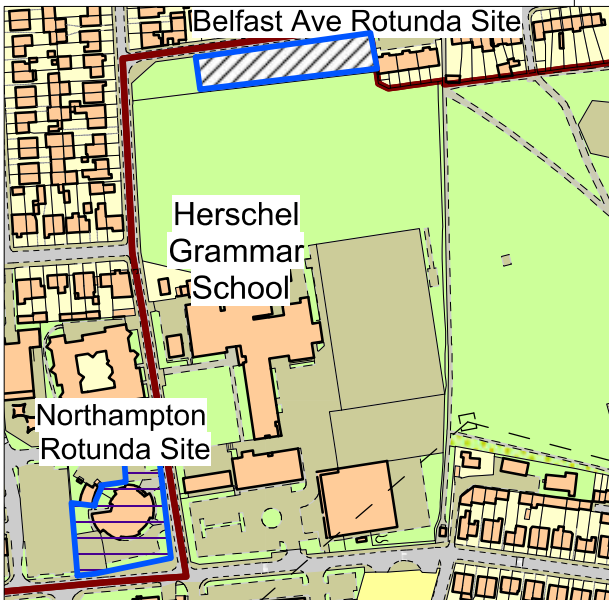 Belfast Ave Rotunda Site
Herschel
Grammar
School
Northampton
Rotunda Site